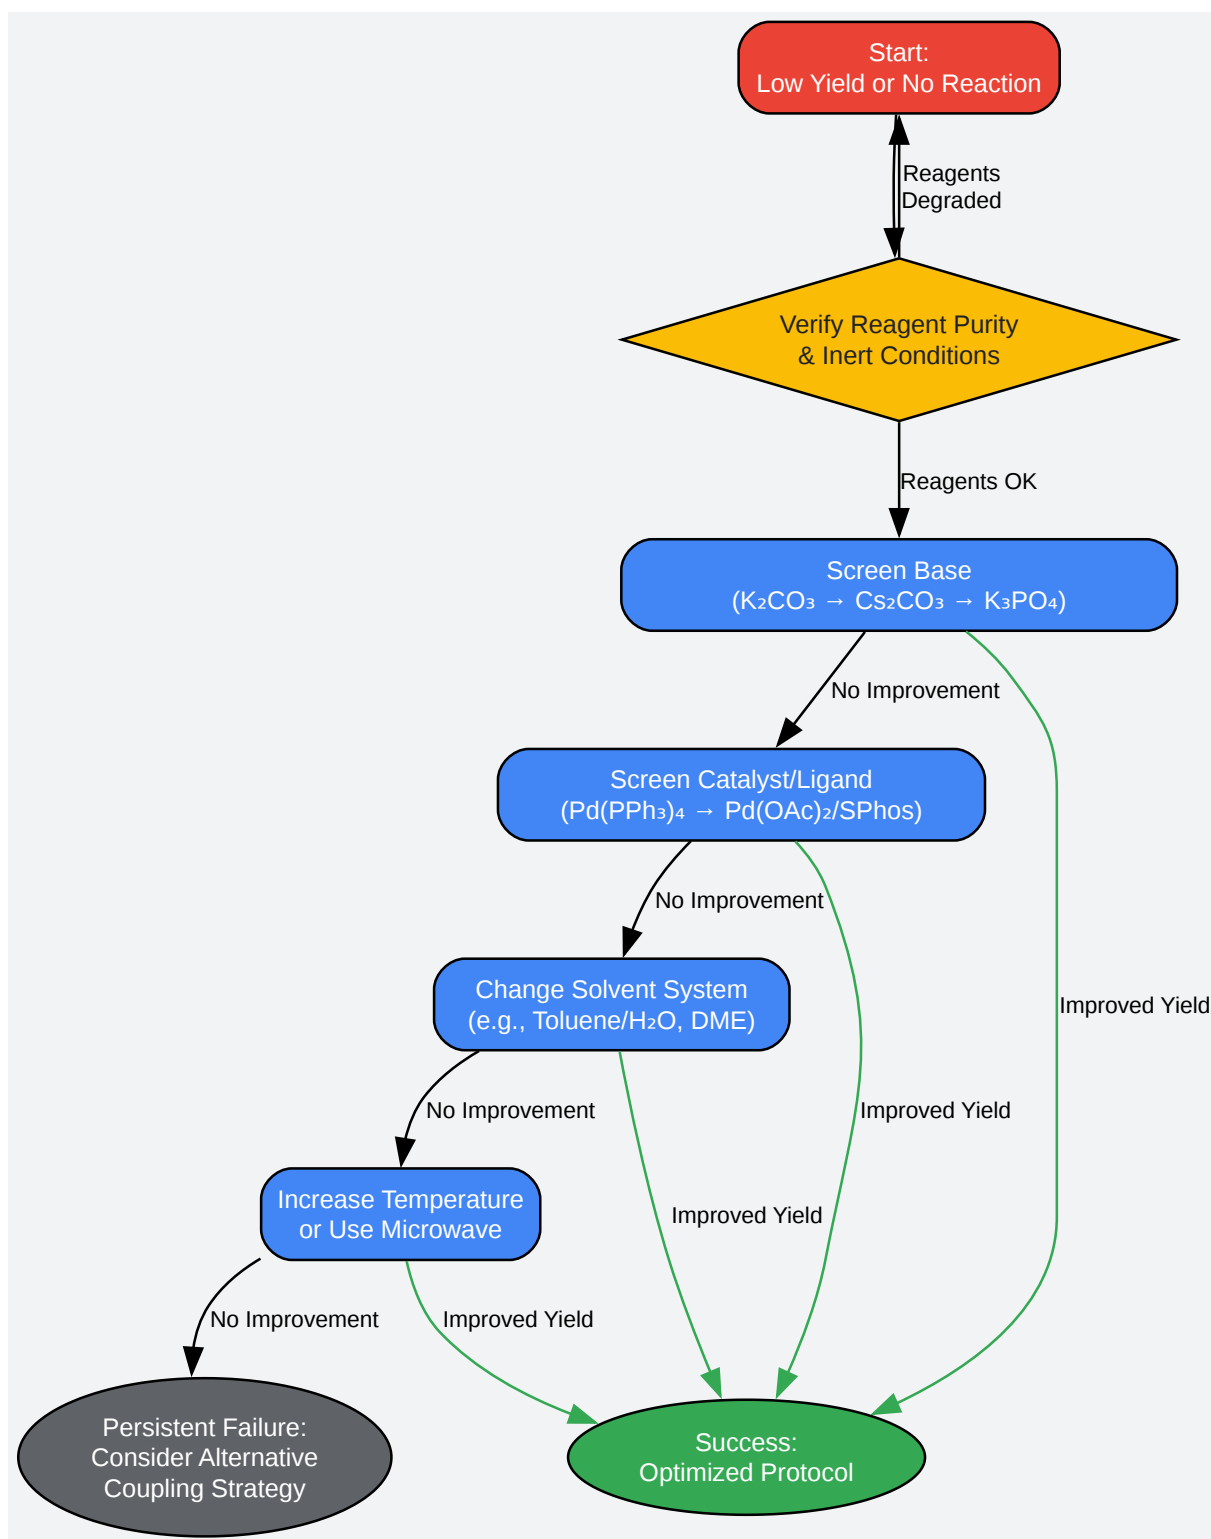 Start:
Low Yield or No Reaction
Reagents
Degraded
Verify Reagent Purity
& Inert Conditions
Reagents OK
Screen Base
(K₂CO₃ → Cs₂CO₃ → K₃PO₄)
No Improvement
Screen Catalyst/Ligand
(Pd(PPh₃)₄ → Pd(OAc)₂/SPhos)
No Improvement
Change Solvent System
(e.g., Toluene/H₂O, DME)
Improved Yield
No Improvement
Improved Yield
Increase Temperature
or Use Microwave
Improved Yield
No Improvement
Improved Yield
Persistent Failure:
Consider Alternative
Coupling Strategy
Success:
Optimized Protocol